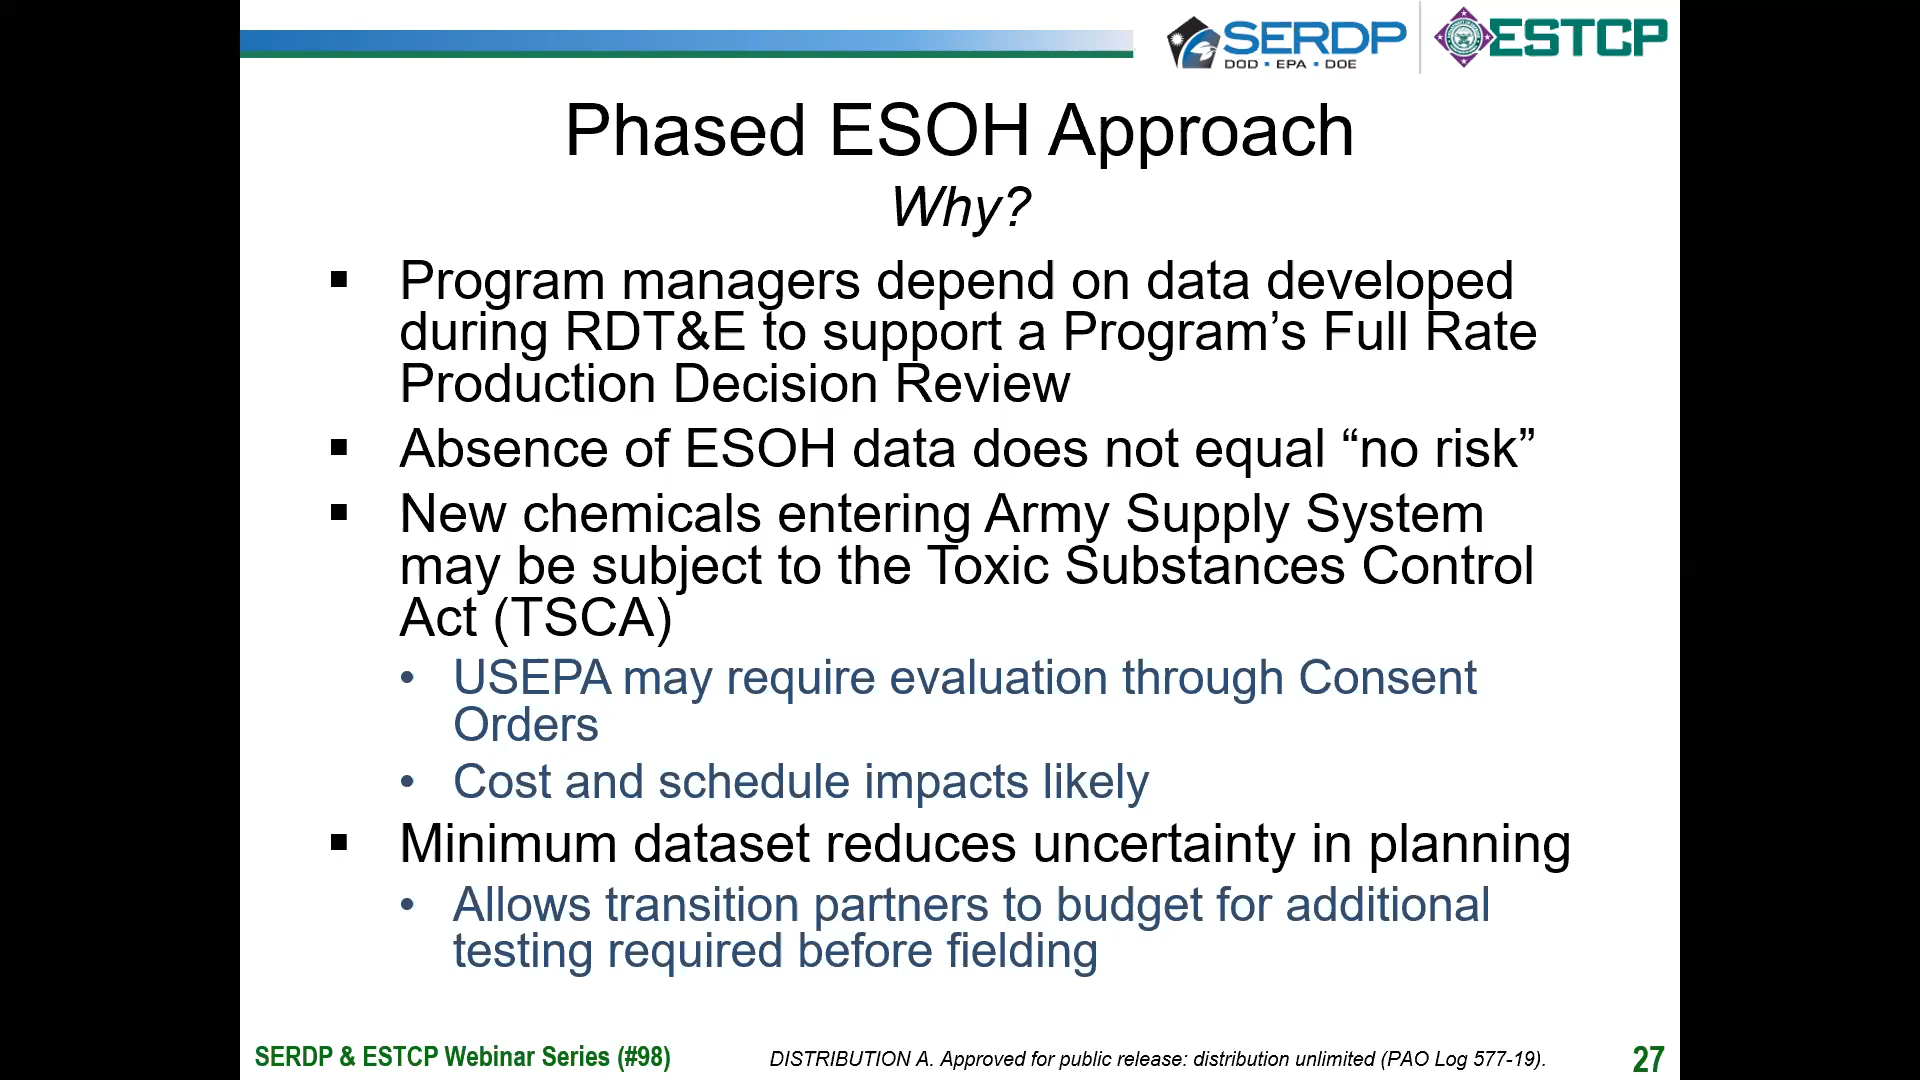 SERDP
DOD • EPA • DOE
ESTCP
Phased ESOH Approach
Why?
▪ Program managers depend on data developed
during RDT&E to support a Program’s Full Rate
Production Decision Review
▪ Absence of ESOH data does not equal “no risk”
▪ New chemicals entering Army Supply System
may be subject to the Toxic Substances Control
Act (TSCA)
• USEPA may require evaluation through Consent
Orders
• Cost and schedule impacts likely
▪ Minimum dataset reduces uncertainty in planning
• Allows transition partners to budget for additional
testing required before fielding
SERDP & ESTCP Webinar Series (#98)
DISTRIBUTION A. Approved for public release: distribution unlimited (PAO Log 577-19).
27